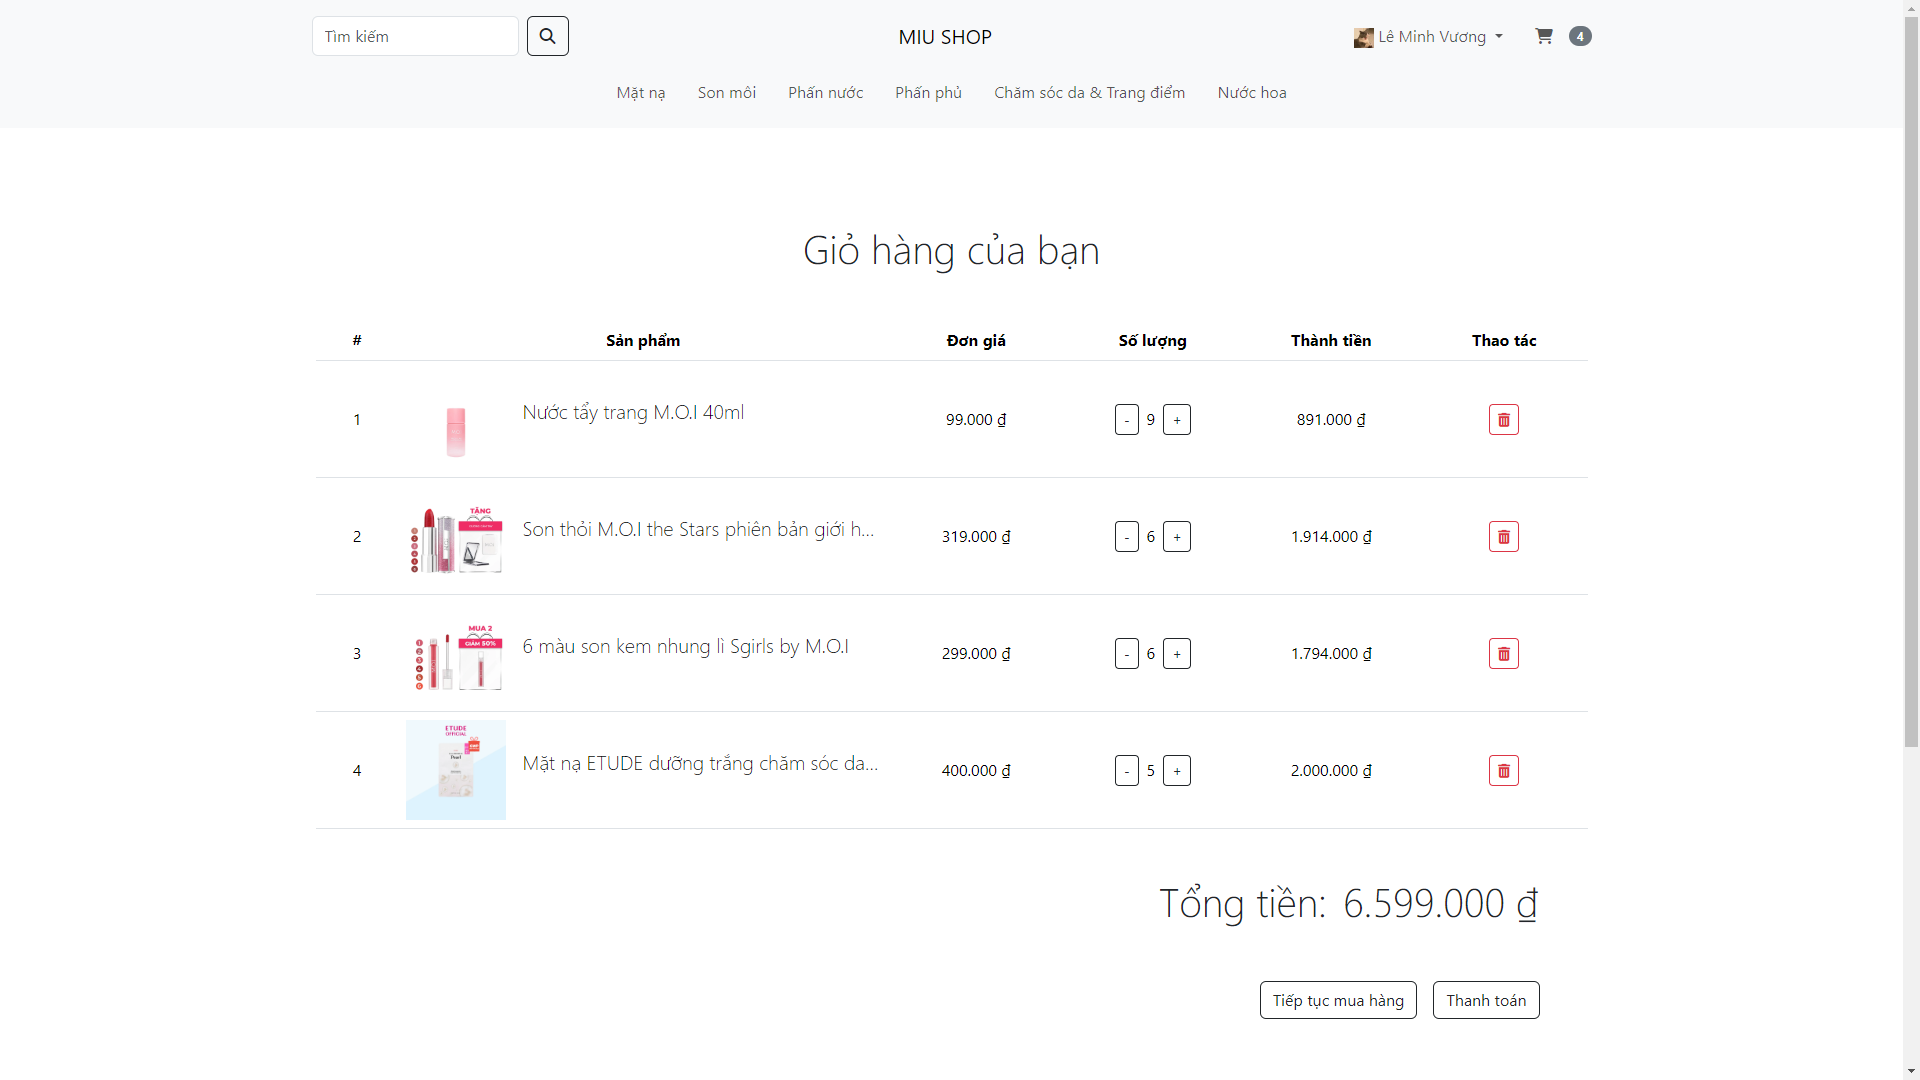 Tìm kiếm
MIU SHOP
Lê Minh Vương
4
Mặt nạ Son môi Phấn nước Phấn phủ Chăm sóc da & Trang điểm Nước hoa
Giỏ hàng của bạn
# Sản phẩm Đơn giá Số lượng Thành tiền Thao tác
1 Nước tẩy trang M.O.I 40ml 99.000 ₫ - 9 + 891.000 ₫
TẶNG
2 Son thỏi M.O.I the Stars phiên bản giới h... 319.000 ₫ - 6 + 1.914.000 ₫
MUA 2
GIẢM 50%
3 6 màu son kem nhung lì Sgirls by M.O.I 299.000 ₫ - 6 + 1.794.000 ₫
ETUDE
OFFICIAL
Pearl
4 Mặt nạ ETUDE dưỡng trắng chăm sóc da... 400.000 ₫ - 5 + 2.000.000 ₫
Tổng tiền: 6.599.000 ₫
Tiếp tục mua hàng Thanh toán